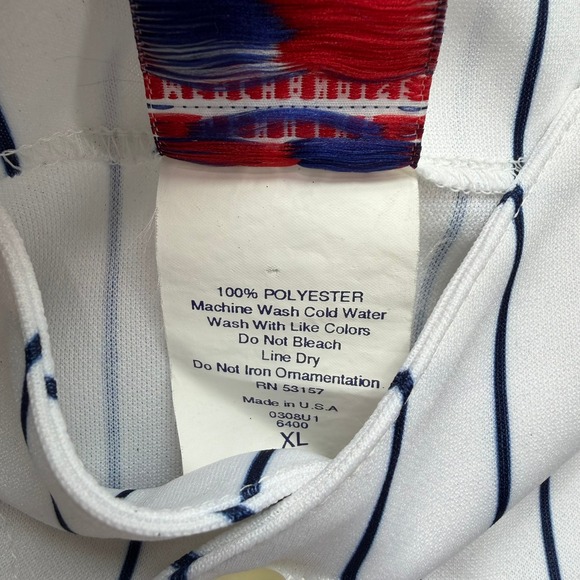 100% POLYESTER
Machine Wash Cold Water
Wash With Like Colors
Do Not Bleach
Line Dry
Do Not Iron Ornamentation
RN 53157
Made in U.S.A
0308U1
6400
XL